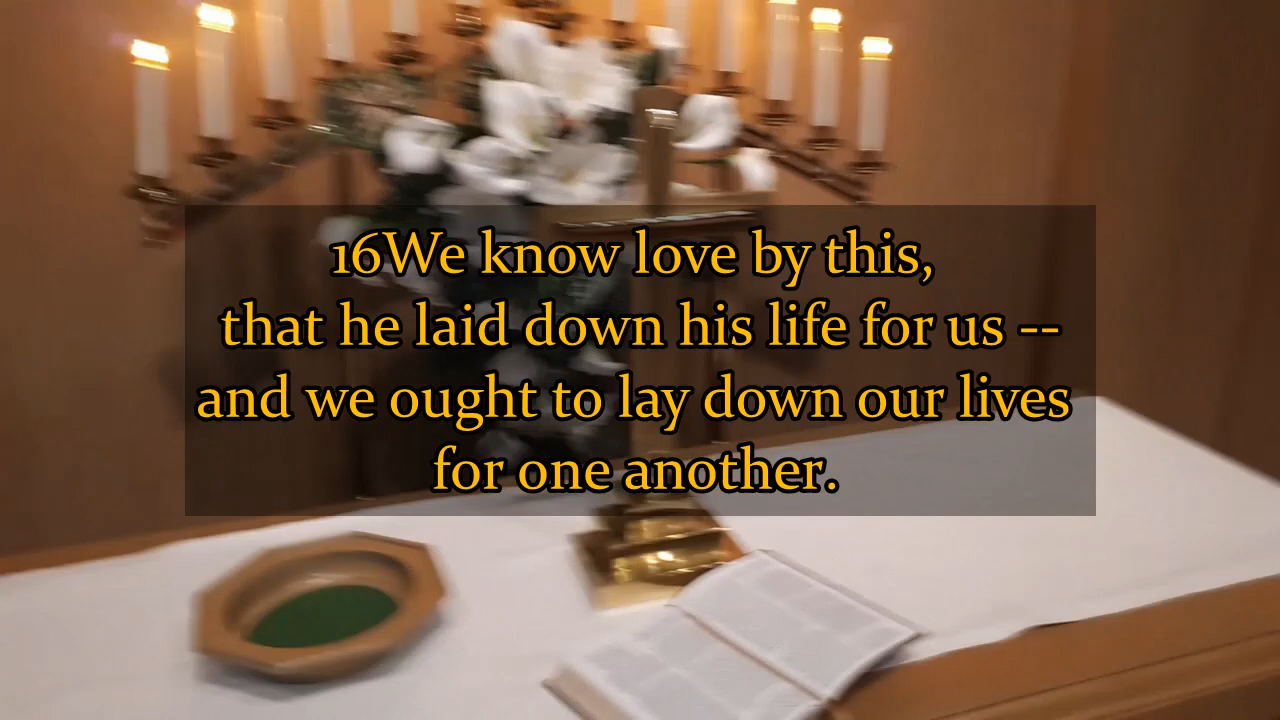 16We know love by this,
that he laid down his life for us --
and we ought to lay down our lives
for one another.